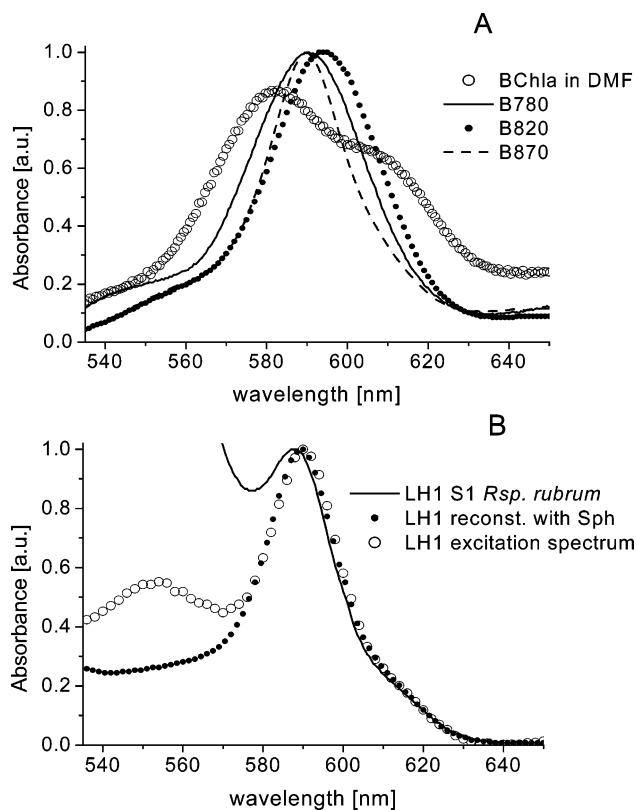 A
BChla in DMF
B780
B820
B870
Absorbance [a.u.]
1.0
0.8
0.6
0.4
0.2
0.0
540 560 580 600 620 640
wavelength [nm]
B
LH1 S1 Rsp. rubrum
LH1 reconst. with Sph
LH1 excitation spectrum
Absorbance [a.u.]
1.0
0.8
0.6
0.4
0.2
0.0
540 560 580 600 620 640
wavelength [nm]